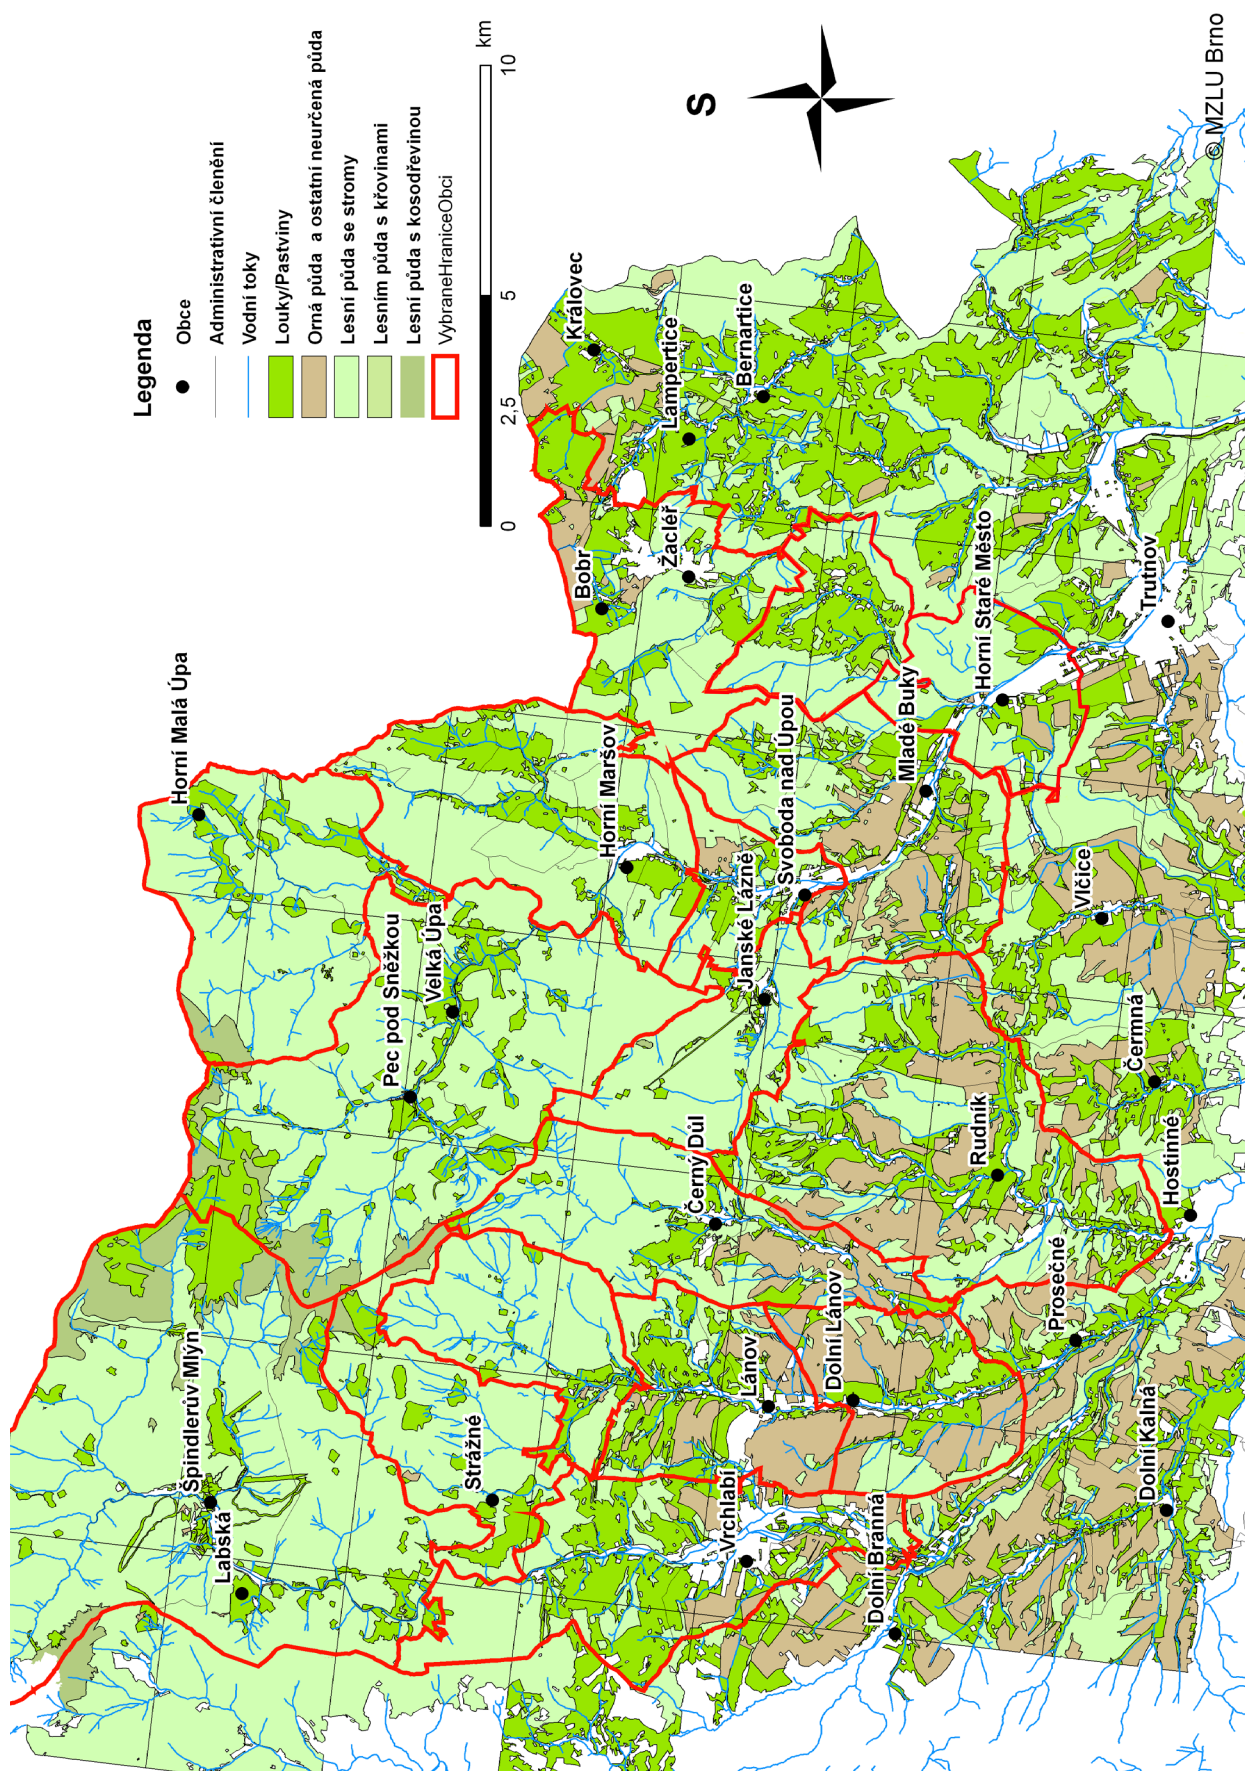 Legenda
Obce
Administrativní členění
Vodní toky
Louky/Pastviny
Orná půda a ostatní neurčená půda
Lesní půda se stromy
Lesním půda s křovinami
Lesní půda s kosodřevinou
VybraneHraniceObcí
0
2,5
5
10
km
S
Horní Malá Úpa
Špindlerův Mlýn
Labská
Pec pod Sněžkou
Velká Úpa
Strážné
Horní Maršov
Bobr
Královec
Žacléř
Lampertice
Bernartice
Černý Důl
Janské Lázně
Svoboda nad Úpou
Vrchlabí
Lánov
Dolní Lánov
Mladé Buky
Dolní Branná
Rudník
Horní Staré Město
Prosečné
Vlčice
Čermná
Trutnov
Dolní Kalná
Hostinné
© MZLU Brno